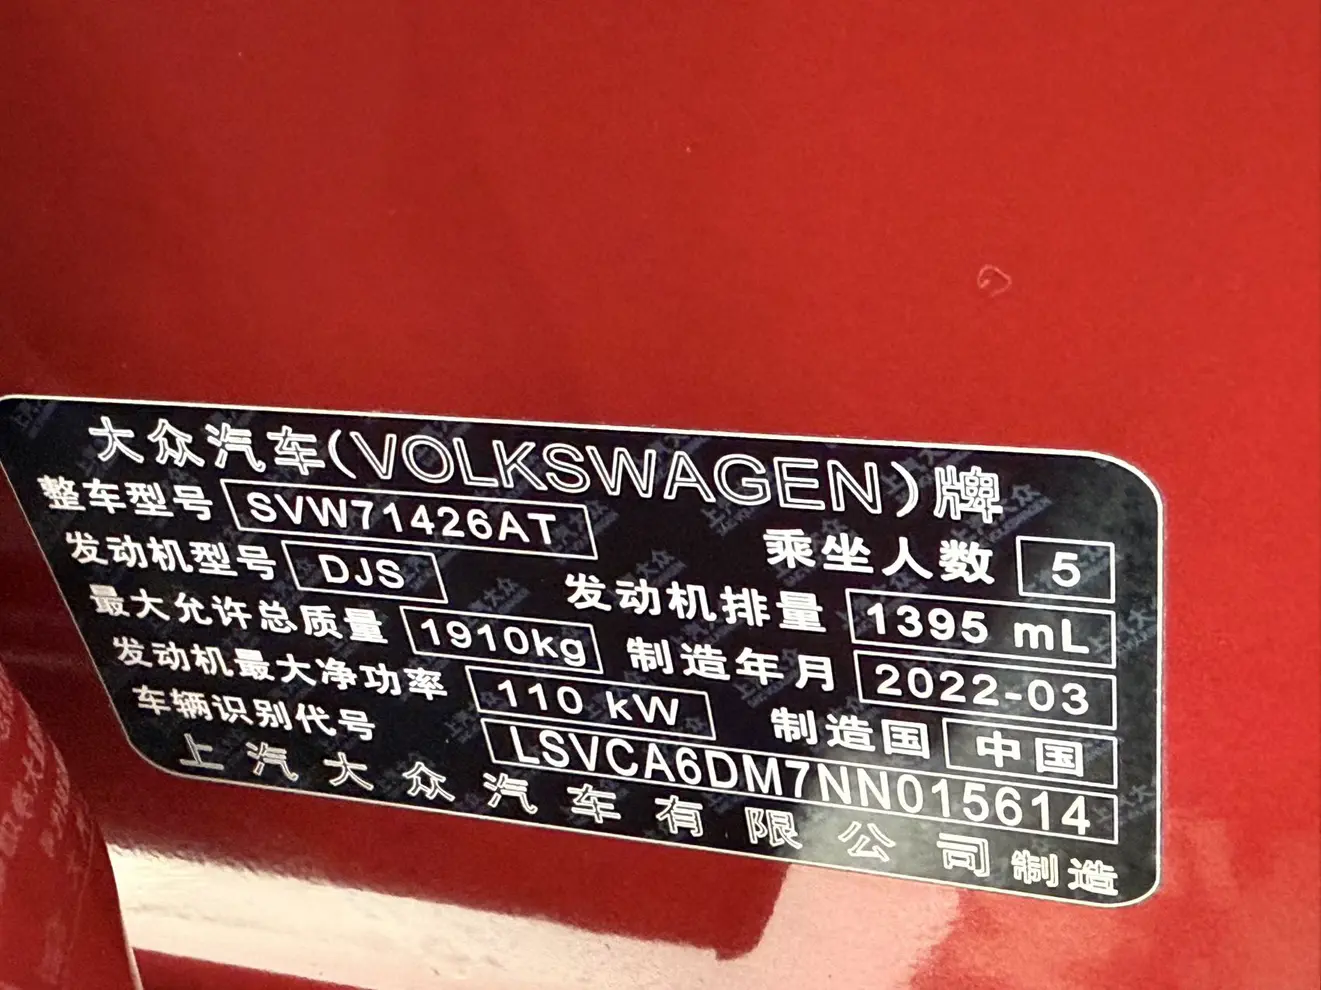 大众汽车(VOLKSWAGEN)牌
整车型号 SVW71426AT 乘坐人数 5
发动机型号 DJS 发动机排量 1395 mL
最大允许总质量 1910kg 制造年月 2022-03
发动机最大净功率 110 kW 制造国 中国
车辆识别代号 LSVCA6DM7NN015614
上汽大众汽车有限公司制造